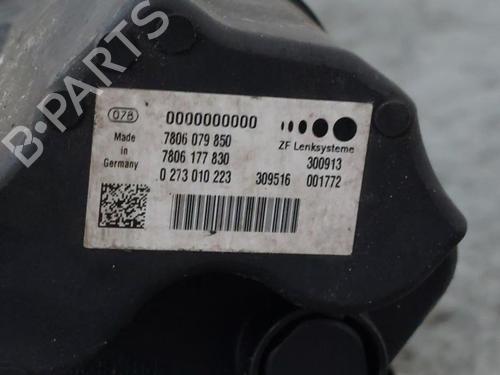 B-PARTS
078 0000000000
Made in Germany
7806 079 850
7806 177 830
0 273 010 223 309516 001772
ZF Lenksysteme
300913